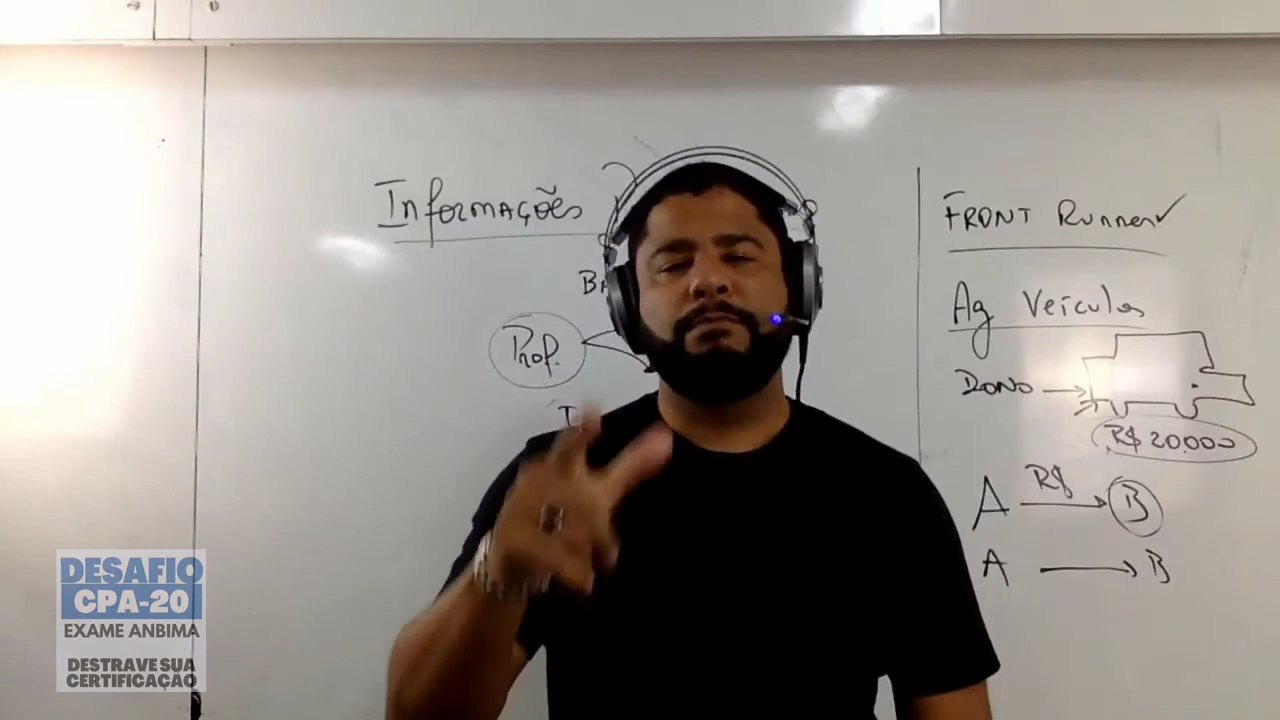 Informações
Prof.
FRONT Runner
Ag Veículos
DONO
R$ 20.000
A R$ B
A B
DESAFIO
CPA-20
EXAME ANBIMA
DESTRAVE SUA
CERTIFICAÇÃO